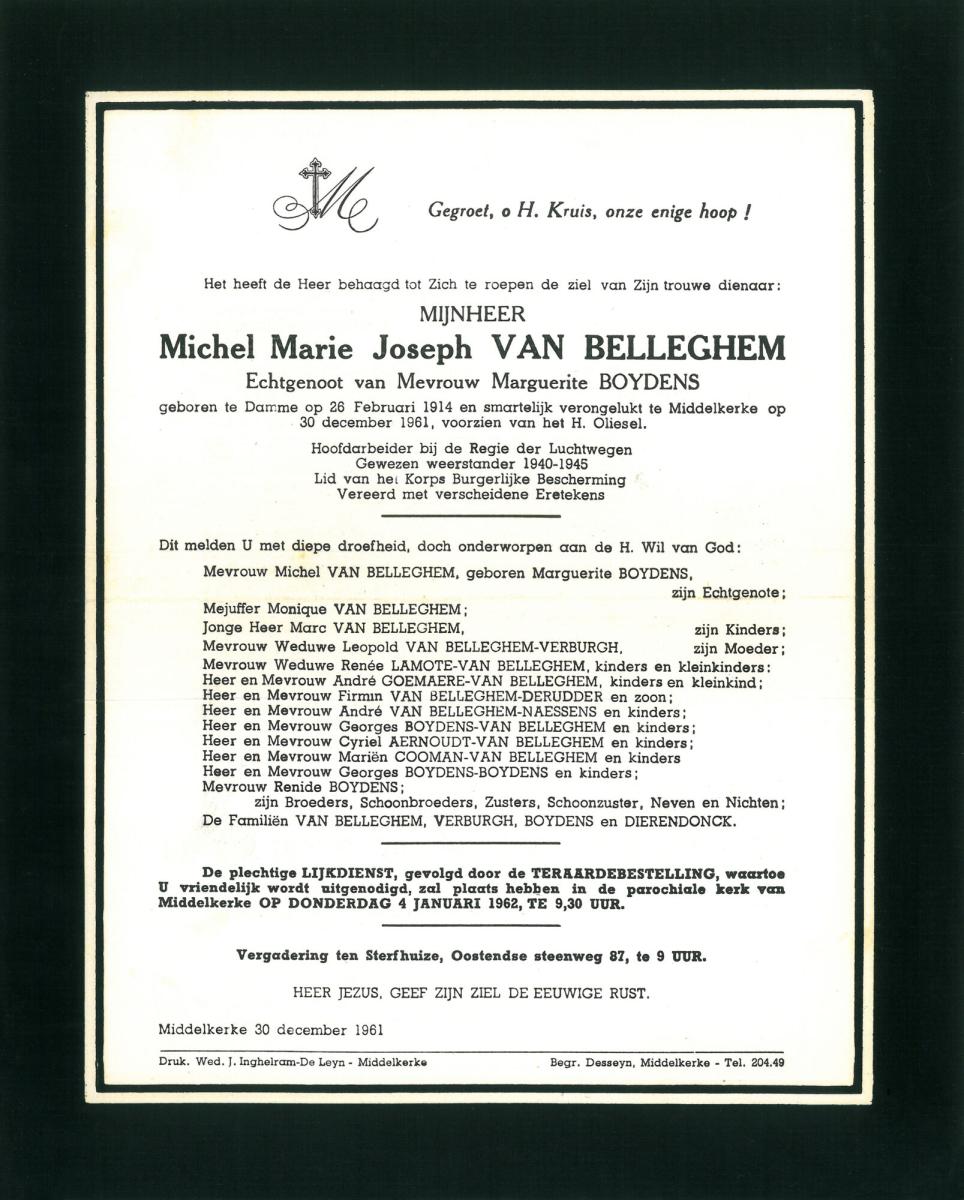 M
Gegroet, o H. Kruis, onze enige hoop !
Het heeft de Heer behaagd tot Zich te roepen de ziel van Zijn trouwe dienaar:
MIJNHEER
Michel Marie Joseph VAN BELLEGHEM
Echtgenoot van Mevrouw Marguerite BOYDENS
geboren te Damme op 26 Februari 1914 en smartelijk verongelukt te Middelkerke op
30 december 1961, voorzien van het H. Oliesel.
Hoofdarbeider bij de Regie der Luchtwegen
Gewezen weerstander 1940-1945
Lid van het Korps Burgerlijke Bescherming
Vereerd met verscheidene Eretekens
Dit melden U met diepe droefheid, doch onderworpen aan de H. Wil van God:
Mevrouw Michel VAN BELLEGHEM, geboren Marguerite BOYDENS,
zijn Echtgenote;
Mejuffer Monique VAN BELLEGHEM;
Jonge Heer Marc VAN BELLEGHEM, zijn Kinders;
Mevrouw Weduwe Leopold VAN BELLEGHEM-VERBURGH, zijn Moeder;
Mevrouw Weduwe Renée LAMOTE-VAN BELLEGHEM, kinders en kleinkinders:
Heer en Mevrouw André GOEMAERE-VAN BELLEGHEM, kinders en kleinkind;
Heer en Mevrouw Firmin VAN BELLEGHEM-DERUDDER en zoon;
Heer en Mevrouw André VAN BELLEGHEM-NAESSENS en kinders;
Heer en Mevrouw Georges BOYDENS-VAN BELLEGHEM en kinders;
Heer en Mevrouw Cyriel AERNOUDT-VAN BELLEGHEM en kinders;
Heer en Mevrouw Mariën COOMAN-VAN BELLEGHEM en kinders
Heer en Mevrouw Georges BOYDENS-BOYDENS en kinders;
Mevrouw Renide BOYDENS;
zijn Broeders, Schoonbroeders, Zusters, Schoonzuster, Neven en Nichten;
De Familiën VAN BELLEGHEM, VERBURGH, BOYDENS en DIERENDONCK.
De plechtige LIJKDIENST, gevolgd door de TERAARDEBESTELLING, waartoe
U vriendelijk wordt uitgenodigd, zal plaats hebben in de parochiale kerk van
Middelkerke OP DONDERDAG 4 JANUARI 1962, TE 9,30 UUR.
Vergadering ten Sterfhuize, Oostendse steenweg 87, te 9 UUR.
HEER JEZUS, GEEF ZIJN ZIEL DE EEUWIGE RUST.
Middelkerke 30 december 1961
Druk. Wed. J. Inghelram-De Leyn - Middelkerke Begr. Desseyn, Middelkerke - Tel. 204.49